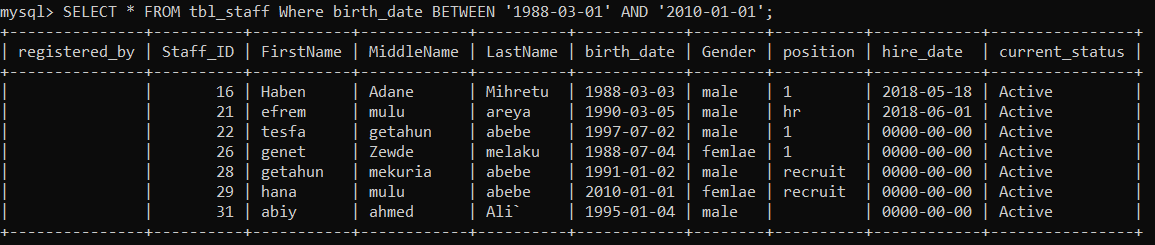 mysql> SELECT * FROM tbl_staff Where birth_date BETWEEN '1988-03-01' AND '2010-01-01';
+---------------+----------+-----------+------------+----------+------------+--------+----------+------------+----------------+
| registered_by | Staff_ID | FirstName | MiddleName | LastName | birth_date | Gender | position | hire_date  | current_status |
+---------------+----------+-----------+------------+----------+------------+--------+----------+------------+----------------+
|               |       16 | Haben     | Adane      | Mihretu  | 1988-03-03 | male   | 1        | 2018-05-18 | Active         |
|               |       21 | efrem     | mulu       | areya    | 1990-03-05 | male   | hr       | 2018-06-01 | Active         |
|               |       22 | tesfa     | getahun    | abebe    | 1997-07-02 | male   | 1        | 0000-00-00 | Active         |
|               |       26 | genet     | Zewde      | melaku   | 1988-07-04 | femlae | 1        | 0000-00-00 | Active         |
|               |       28 | getahun   | mekuria    | abebe    | 1991-01-02 | male   | recruit  | 0000-00-00 | Active         |
|               |       29 | hana      | mulu       | abebe    | 2010-01-01 | femlae | recruit  | 0000-00-00 | Active         |
|               |       31 | abiy      | ahmed      | Ali`     | 1995-01-04 | male   |          | 0000-00-00 | Active         |
+---------------+----------+-----------+------------+----------+------------+--------+----------+------------+----------------+